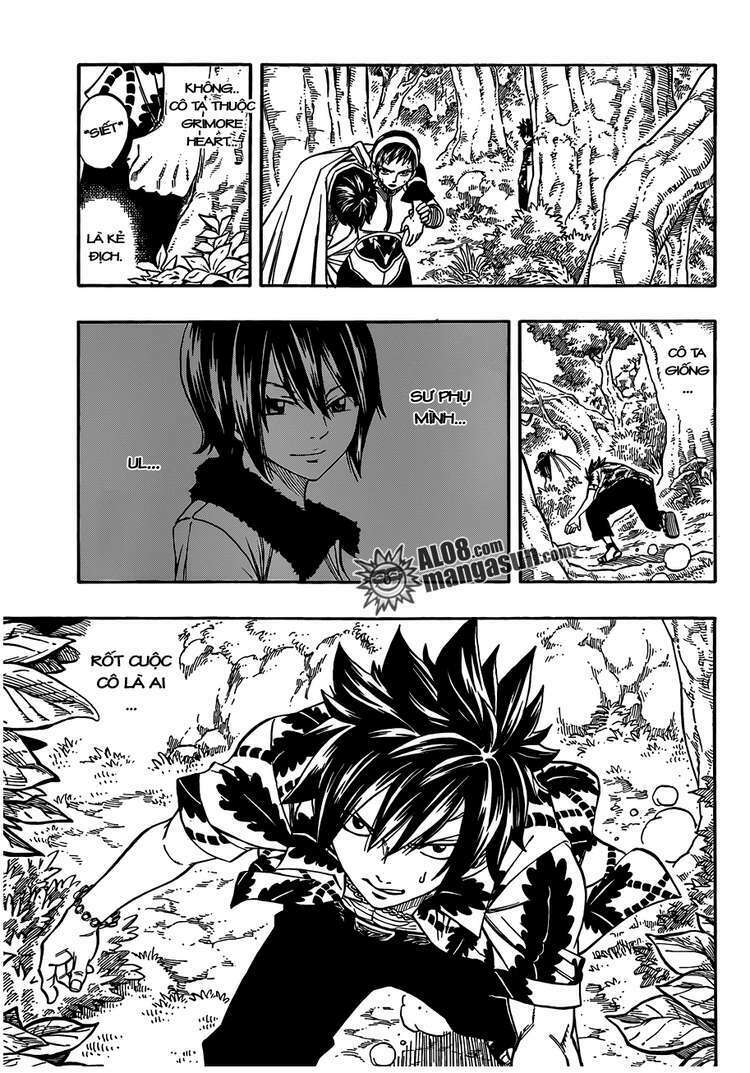 KHÔNG..
CÔ TA THUỘC
GRIMORE
HEART...
"SIẾT"
LÀ KẺ
ĐỊCH.
CÔ TA
GIỐNG
...
SƯ PHỤ
MÌNH...
UL...
AL08.com
mangasun.com
RỐT CUỘC
CÔ LÀ AI
...